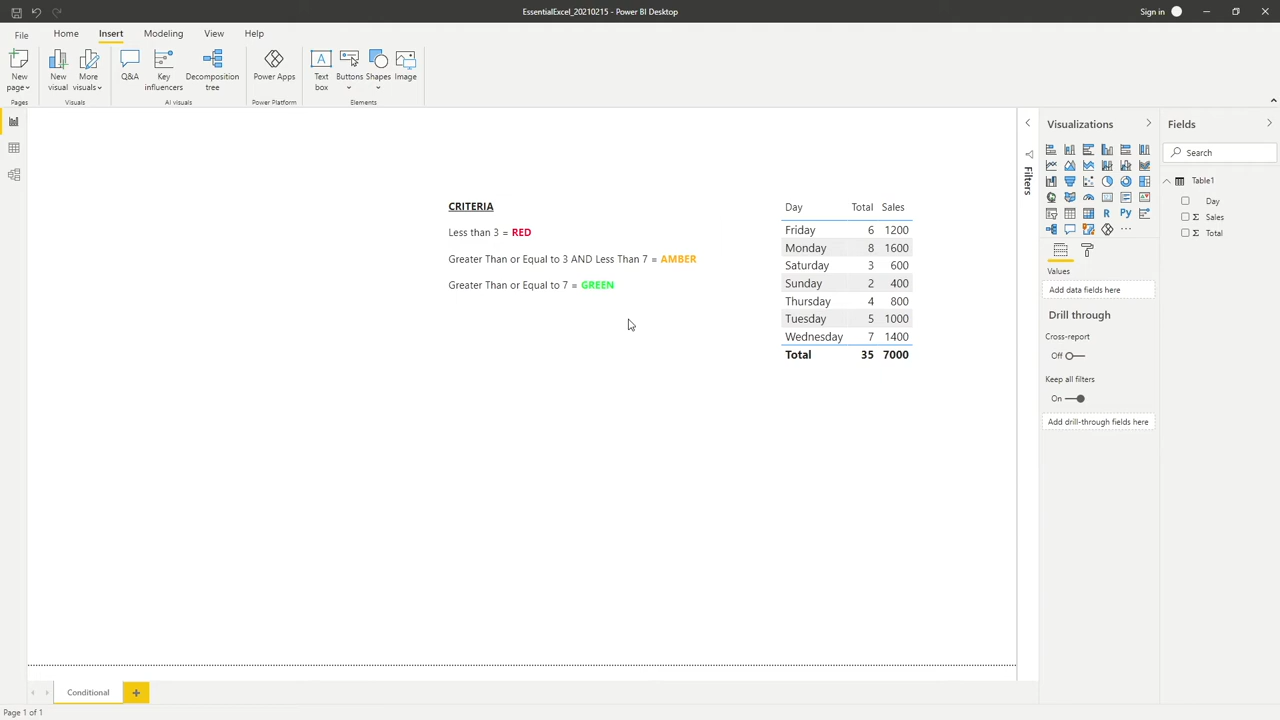 EssentialExcel_20210215 - Power BI Desktop
Sign in
File Home Insert Modeling View Help
New page
New visual
More visuals
Q&A
Key influencers
Decomposition tree
Power Apps
Text box
Buttons
Shapes
Image
Pages
Visuals
AI visuals
Power Platform
Elements
CRITERIA
Less than 3 = RED
Greater Than or Equal to 3 AND Less Than 7 = AMBER
Greater Than or Equal to 7 = GREEN
Day Total Sales
Friday 6 1200
Monday 8 1600
Saturday 3 600
Sunday 2 400
Thursday 4 800
Tuesday 5 1000
Wednesday 7 1400
Total 35 7000
Filters
Visualizations
R Py
Values
Add data fields here
Drill through
Cross-report
Off
Keep all filters
On
Add drill-through fields here
Fields
Search
Table1
Day
Σ Sales
Σ Total
Conditional
Page 1 of 1